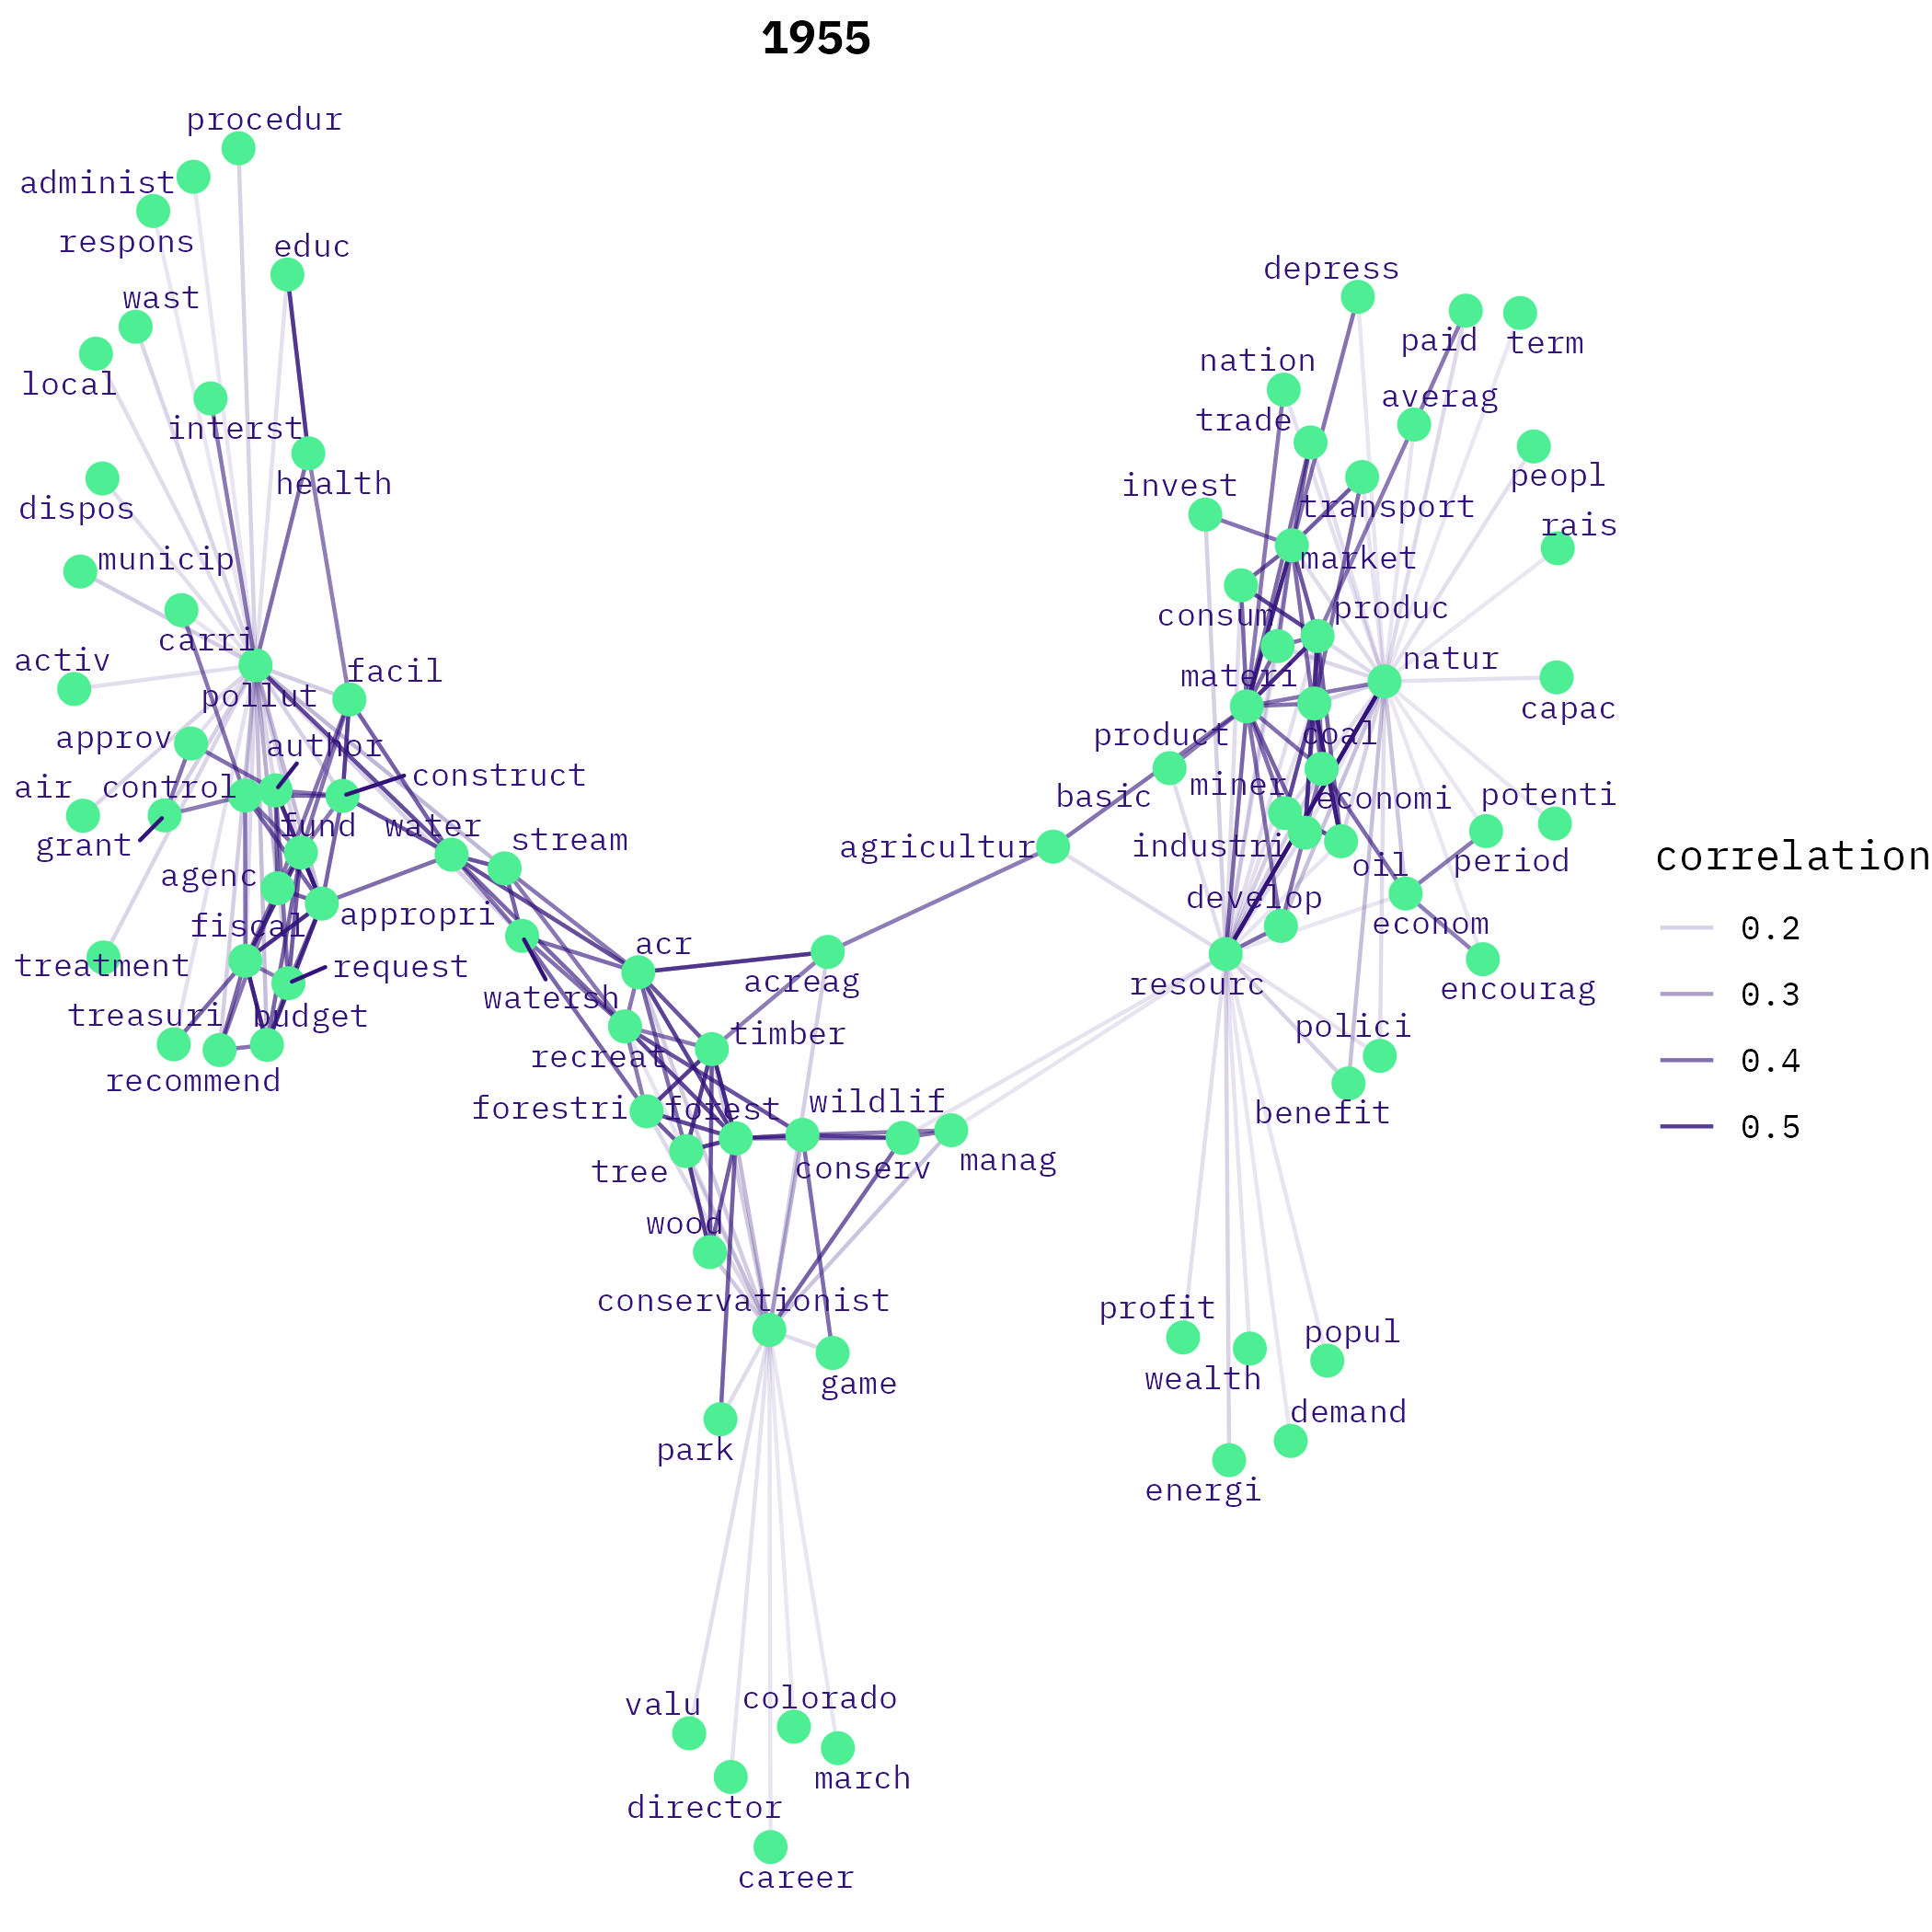 1955
procedur
administ
respons
educ
depress
wast
paid
term
nation
local
averag
trade
interst
peopl
health
invest
dispos
transport
rais
municip
market
produc
consum
carri
natur
activ
facil
materi
pollut
capac
approv
author
product
coal
construct
air
control
miner
basic
economi
potenti
grant
fund
water
stream
agricultur
industri
period
oil
correlation
agenc
develop
fiscal
appropri
econom
0.2
acr
treatment
request
acreag
resourc
encourag
0.3
watersh
treasuri
budget
polici
timber
recreat
0.4
recommend
wildlif
forestri
forest
benefit
0.5
conserv
manag
tree
wood
conservationist
profit
popul
wealth
game
demand
park
energi
valu
colorado
march
director
career